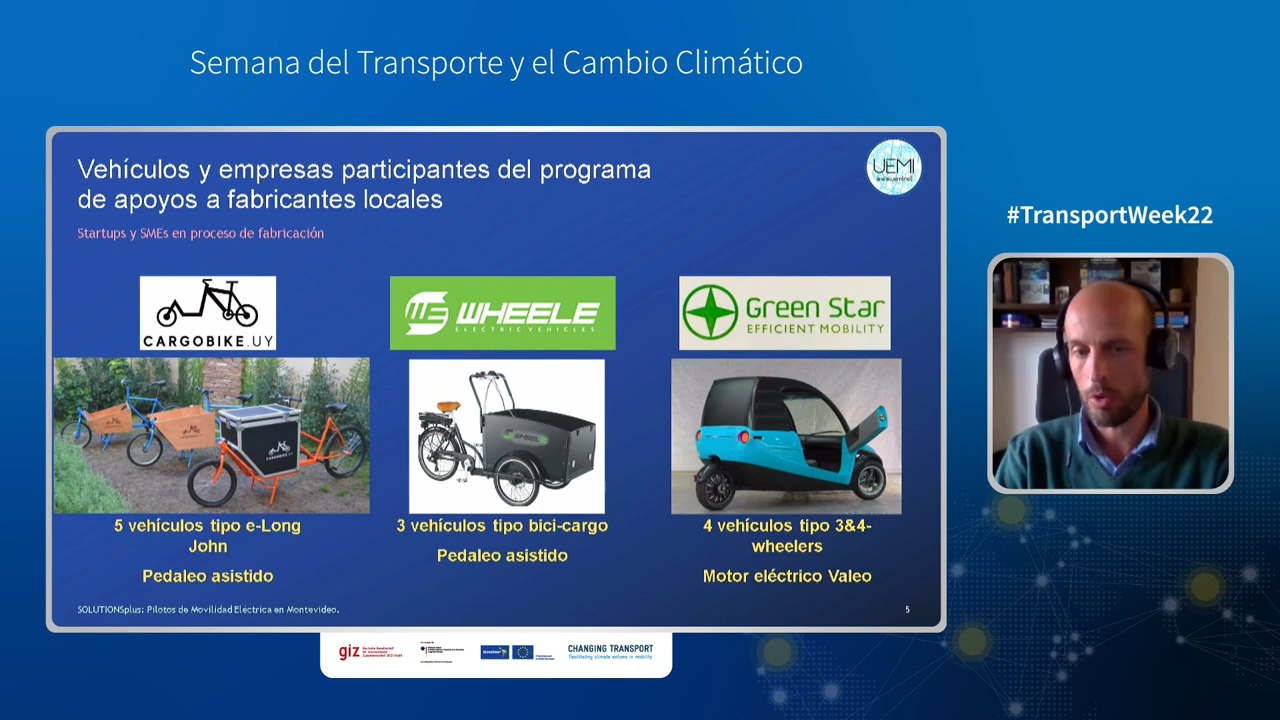 Semana del Transporte y el Cambio Climático
Vehículos y empresas participantes del programa
de apoyos a fabricantes locales
UEMI
Startups y SMEs en proceso de fabricación
#TransportWeek22
CARGOBIKE.UY
WHEELE
ELECTRIC VEHICLES
Green Star
EFFICIENT MOBILITY
5 vehículos tipo e-Long
John
Pedaleo asistido
3 vehículos tipo bici-cargo
Pedaleo asistido
4 vehículos tipo 3&4-
wheelers
Motor eléctrico Valeo
SOLUTIONSplus: Pilotos de Movilidad Eléctrica en Montevideo.
5
giz
CHANGING TRANSPORT
Facilitating climate actions in mobility